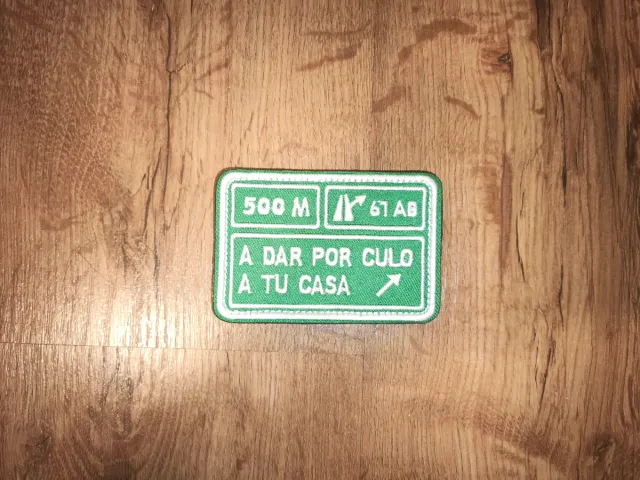 500 M
67 AB
A DAR POR CULO
A TU CASA